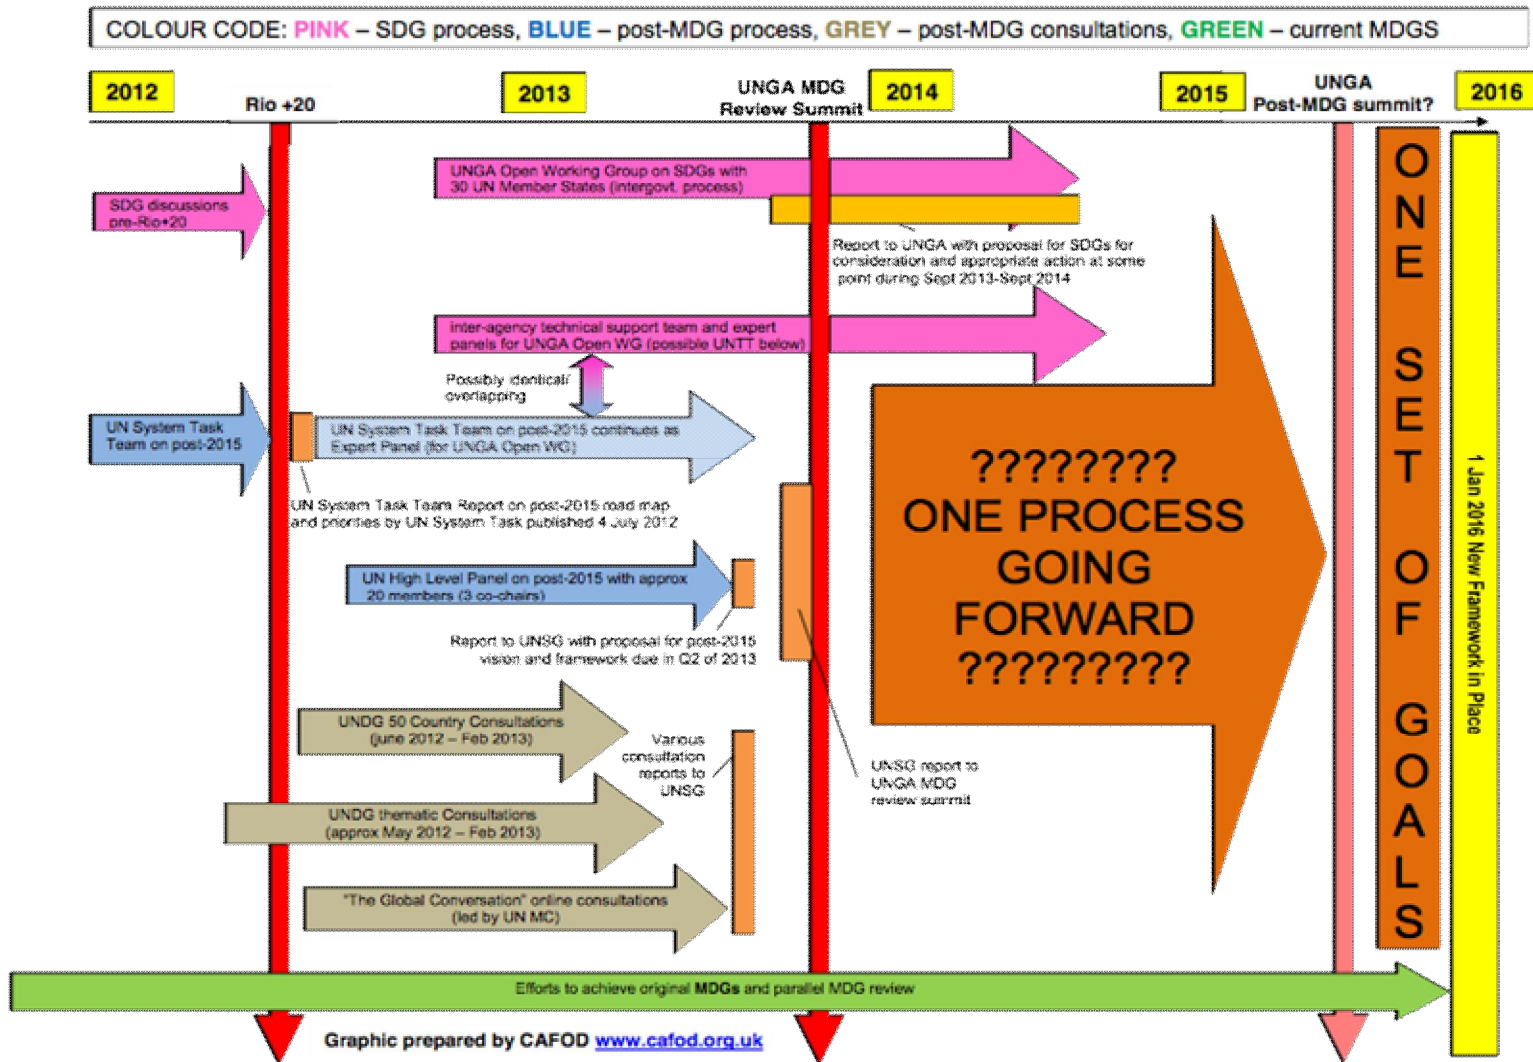 COLOUR CODE: PINK – SDG process, BLUE – post-MDG process, GREY – post-MDG consultations, GREEN – current MDGS
2012
Rio +20
2013
UNGA MDG
Review Summit
2014
2015
UNGA
Post-MDG summit?
2016
SDG discussions
pre-Rio+20
UNGA Open Working Group on SDGs with
30 UN Member States (intergovt. process)
Report to UNGA with proposal for SDGs for
consideration and appropriate action at some
point during Sept 2013-Sept 2014
inter-agency technical support team and expert
panels for UNGA Open WG (possible UNTT below)
Possibly identical/
overlapping
UN System Task
Team on post-2015
UN System Task Team on post-2015 continues as
Expert Panel (for UNGA Open WG)
UN System Task Team Report on post-2015 road map
and priorities by UN System Task published 4 July 2012
UN High Level Panel on post-2015 with approx
20 members (3 co-chairs)
Report to UNSG with proposal for post-2015
vision and framework due in Q2 of 2013
UNDG 50 Country Consultations
(june 2012 – Feb 2013)
Various
consultation
reports to
UNSG
UNDG thematic Consultations
(approx May 2012 – Feb 2013)
"The Global Conversation" online consultations
(led by UN MC)
UNSG report to
UNGA MDG
review summit
????????
ONE PROCESS
GOING
FORWARD
?????????
ONE SET OF GOALS
1 Jan 2016 New Framework in Place
Efforts to achieve original MDGs and parallel MDG review
Graphic prepared by CAFOD www.cafod.org.uk